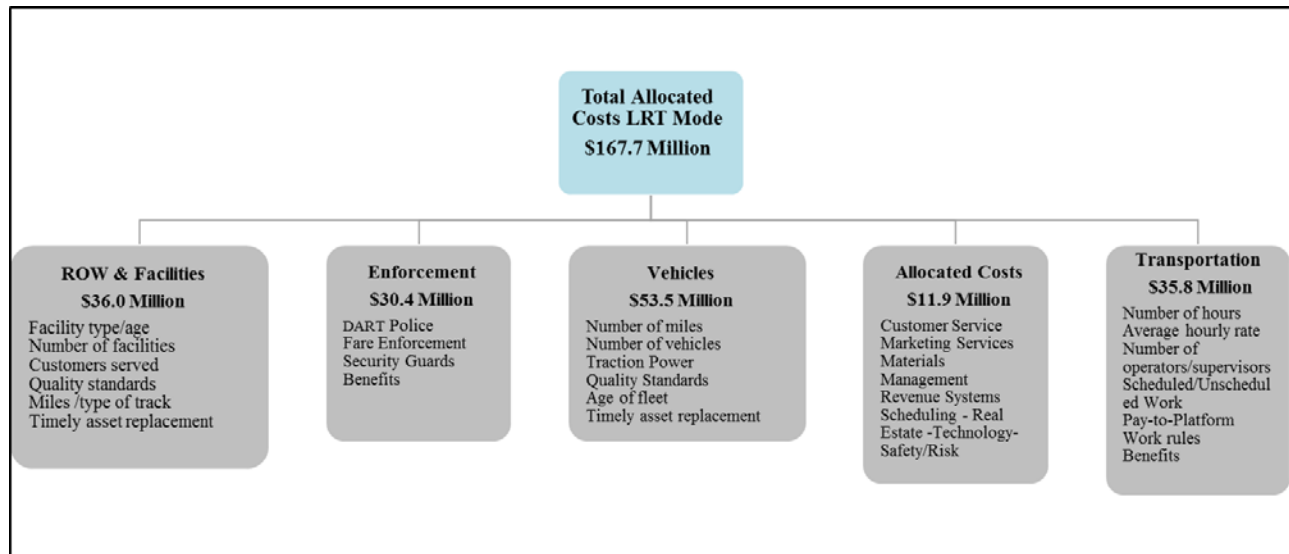 Total Allocated
Costs LRT Mode
$167.7 Million
ROW & Facilities
$36.0 Million
Facility type/age
Number of facilities
Customers served
Quality standards
Miles /type of track
Timely asset replacement
Enforcement
$30.4 Million
DART Police
Fare Enforcement
Security Guards
Benefits
Vehicles
$53.5 Million
Number of miles
Number of vehicles
Traction Power
Quality Standards
Age of fleet
Timely asset replacement
Allocated Costs
$11.9 Million
Customer Service
Marketing Services
Materials
Management
Revenue Systems
Scheduling - Real
Estate -Technology-
Safety/Risk
Transportation
$35.8 Million
Number of hours
Average hourly rate
Number of
operators/supervisors
Scheduled/Unschedul
ed Work
Pay-to-Platform
Work rules
Benefits